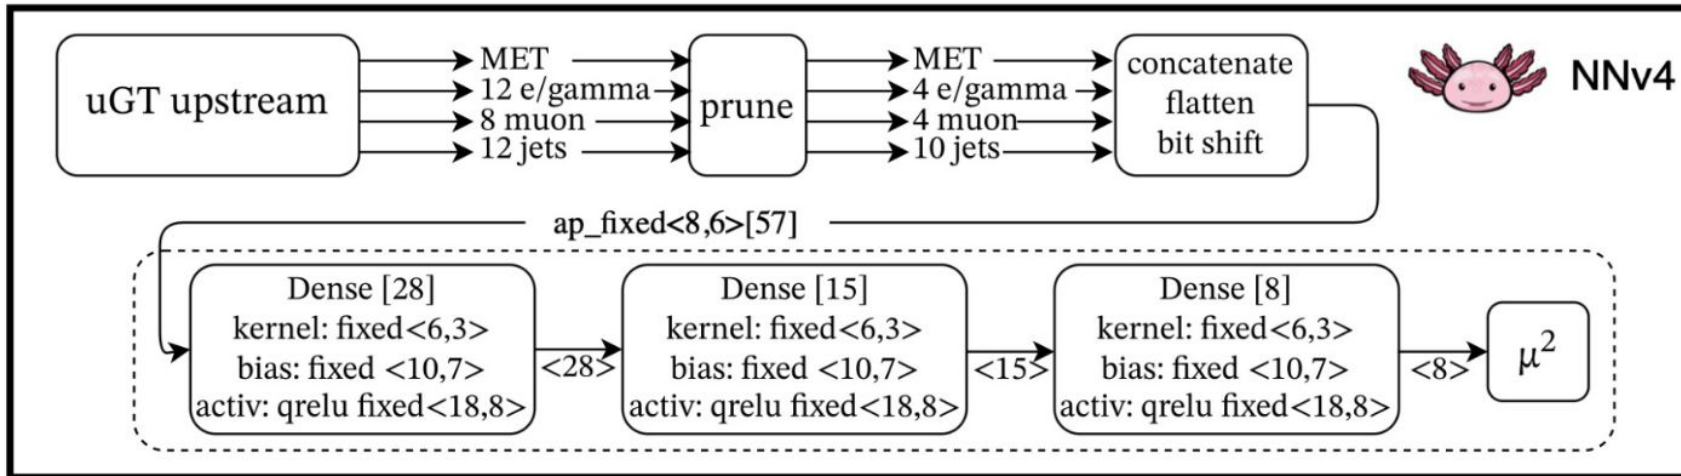 uGT upstream
MET
12 e/gamma
8 muon
12 jets
prune
MET
4 e/gamma
4 muon
10 jets
concatenate
flatten
bit shift
NNv4
ap_fixed<8,6>[57]
Dense [28]
kernel: fixed<6,3>
bias: fixed <10,7>
activ: qrelu fixed<18,8>
<28>
Dense [15]
kernel: fixed<6,3>
bias: fixed <10,7>
activ: qrelu fixed<18,8>
<15>
Dense [8]
kernel: fixed<6,3>
bias: fixed <10,7>
activ: qrelu fixed<18,8>
<8>
μ²